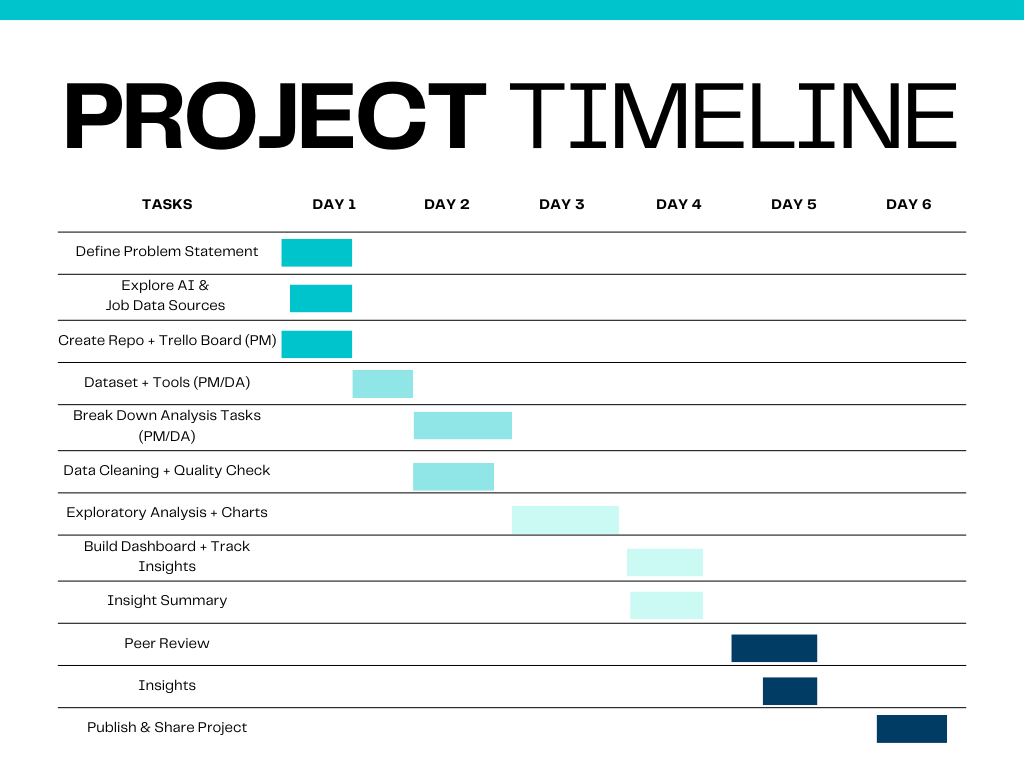 PROJECT TIMELINE
TASKS DAY 1 DAY 2 DAY 3 DAY 4 DAY 5 DAY 6
Define Problem Statement
Explore AI &
Job Data Sources
Create Repo + Trello Board (PM)
Dataset + Tools (PM/DA)
Break Down Analysis Tasks
(PM/DA)
Data Cleaning + Quality Check
Exploratory Analysis + Charts
Build Dashboard + Track
Insights
Insight Summary
Peer Review
Insights
Publish & Share Project